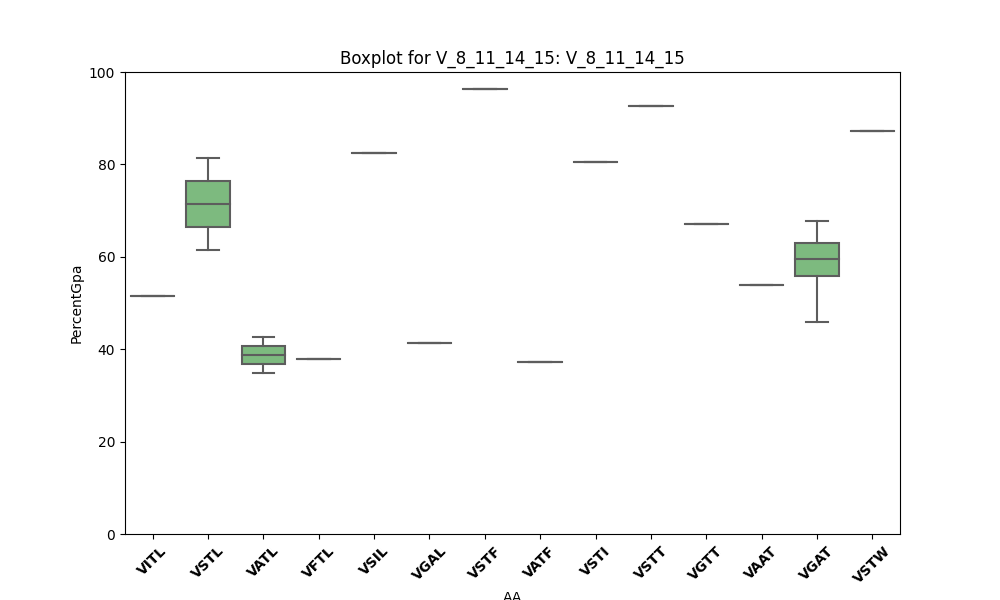 Boxplot for V_8_11_14_15: V_8_11_14_15
100
80
60
40
20
0
PercentGpa
VITL
VSTL
VATL
VFTL
VSIL
VGAL
VSTF
VATF
VSTI
VSTT
VGTT
VAAT
VGAT
VSTW
AA